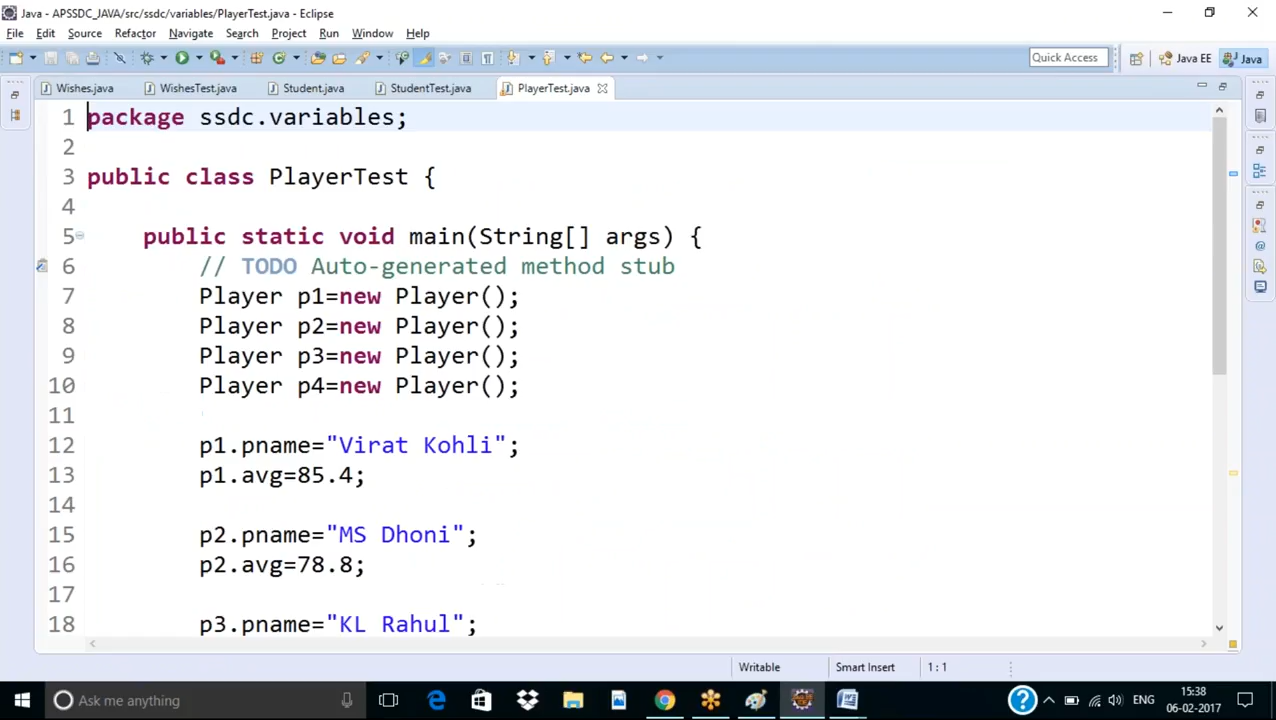 Java - APSSDC_JAVA/src/ssdc/variables/PlayerTest.java - Eclipse
File Edit Source Refactor Navigate Search Project Run Window Help
Quick Access
Java EE
Java
Wishes.java
WishesTest.java
Student.java
StudentTest.java
PlayerTest.java
1 package ssdc.variables;
2
3 public class PlayerTest {
4
5 public static void main(String[] args) {
6 // TODO Auto-generated method stub
7 Player p1=new Player();
8 Player p2=new Player();
9 Player p3=new Player();
10 Player p4=new Player();
11
12 p1.pname="Virat Kohli";
13 p1.avg=85.4;
14
15 p2.pname="MS Dhoni";
16 p2.avg=78.8;
17
18 p3.pname="KL Rahul";
Writable Smart Insert 1 : 1
Ask me anything
ENG
15:38
06-02-2017